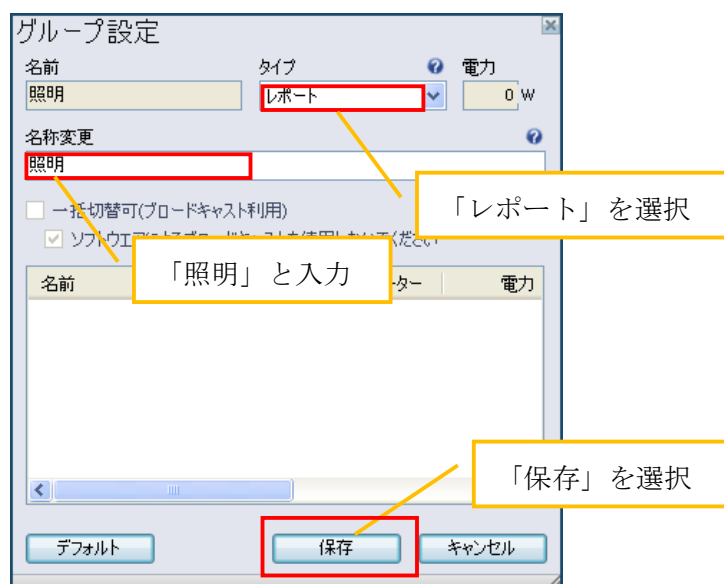 グループ設定
名前
タイプ
電力
照明
レポート
0 W
名称変更
照明
「レポート」を選択
一括切替可(ブロードキャスト利用)
「照明」と入力
名前
電力
「保存」を選択
デフォルト
保存
キャンセル